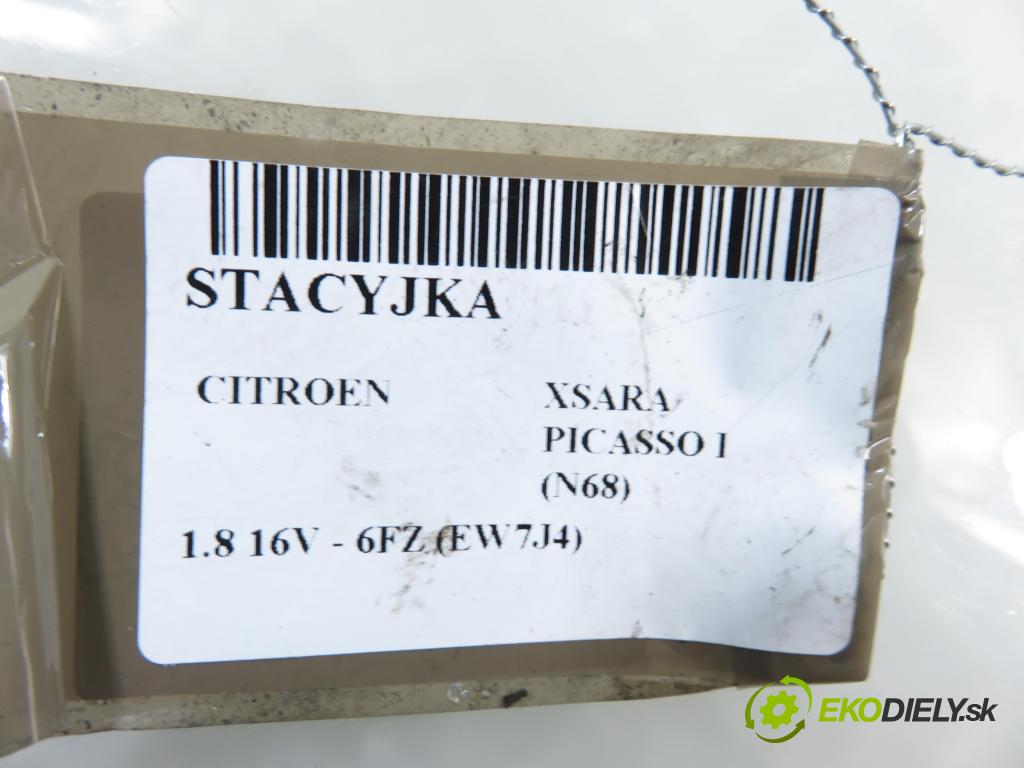 STACYJKA
CITROEN
XSARA
PICASSO I
(N68)
1.8 16V - 6FZ (EW7J4)
EKODIELY.sk